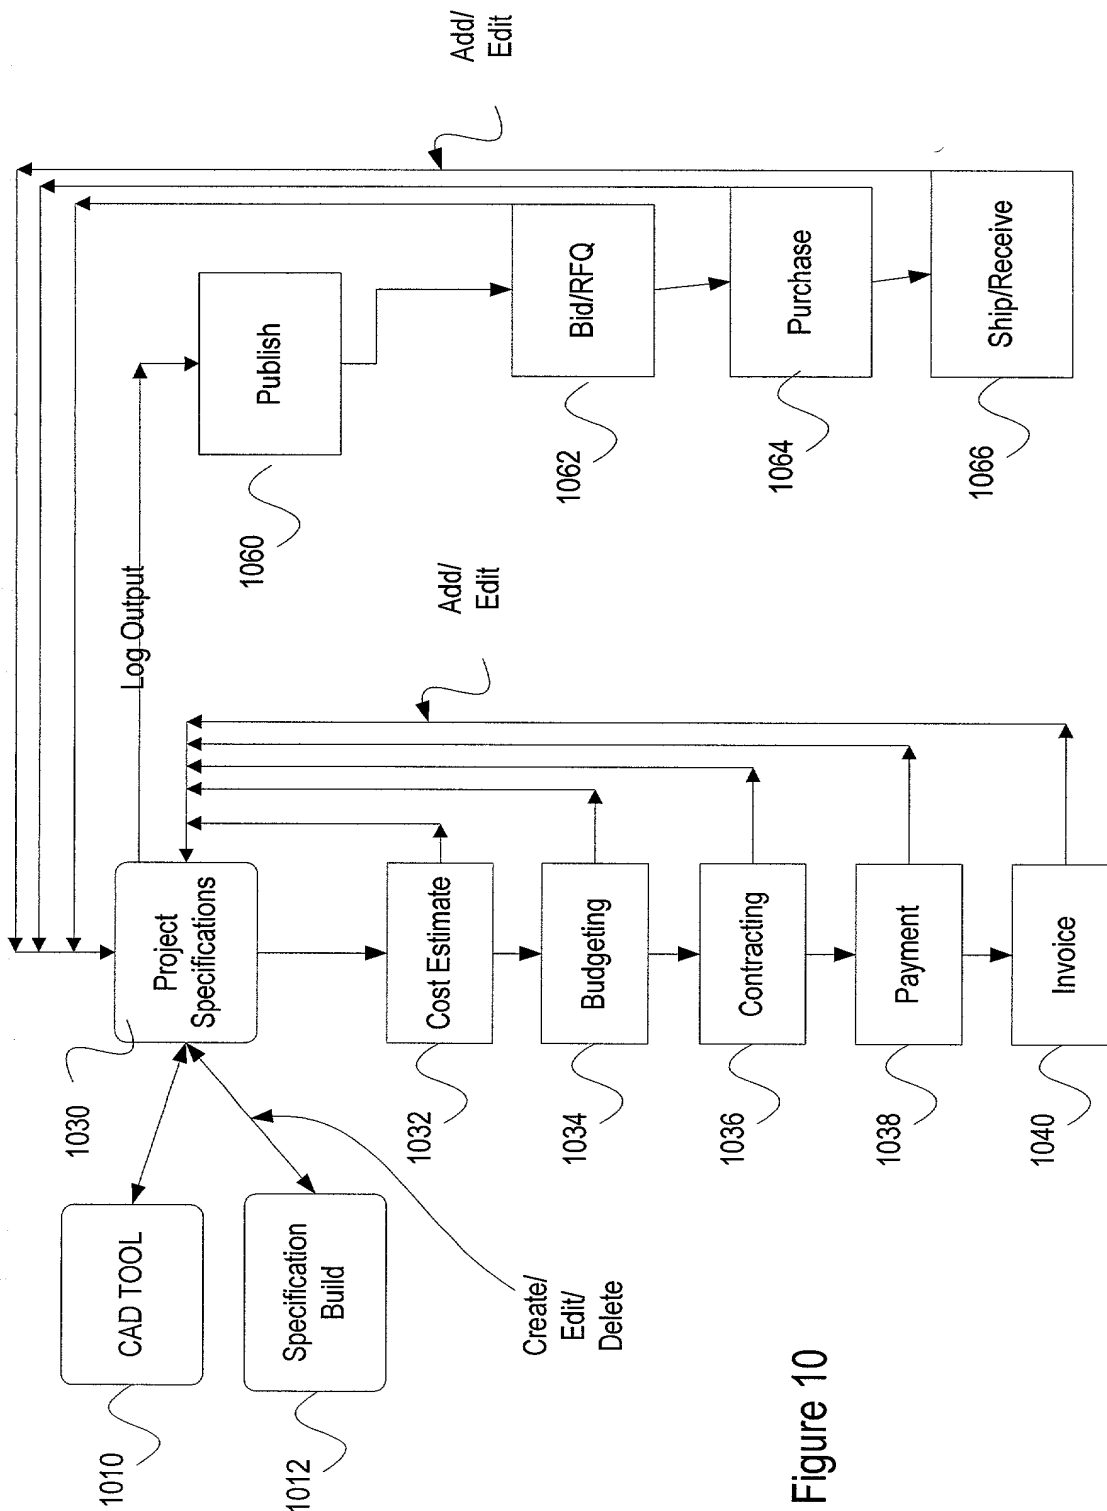 1010
CAD TOOL
1012
Specification
Build
Create/
Edit/
Delete
1030
Project
Specifications
Log Output
1032
Cost Estimate
1034
Budgeting
1036
Contracting
1038
Payment
1040
Invoice
Add/
Edit
1060
Publish
1062
Bid/RFQ
1064
Purchase
1066
Ship/Receive
Add/
Edit
Figure 10